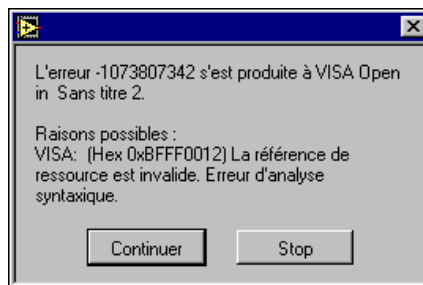 L'erreur -1073807342 s'est produite à VISA Open
in  Sans titre 2.
Raisons possibles :
VISA:  (Hex 0xBFFF0012) La référence de
ressource est invalide. Erreur d'analyse
syntaxique.
Continuer
Stop